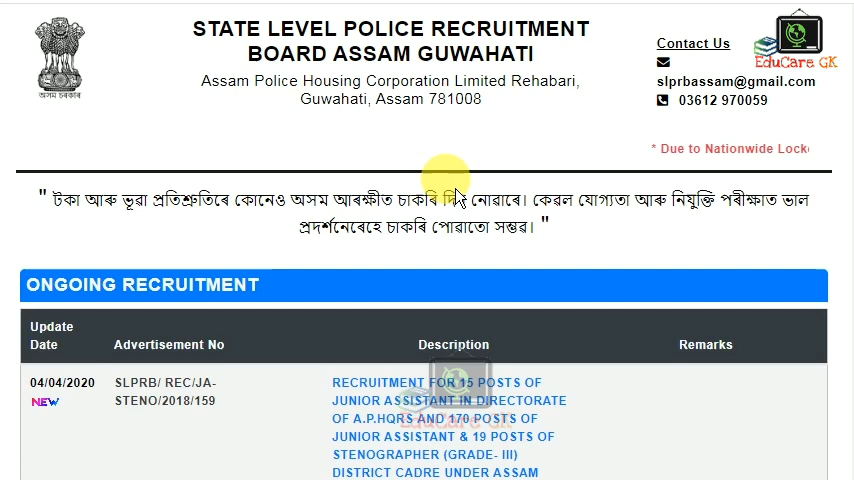 STATE LEVEL POLICE RECRUITMENT
BOARD ASSAM GUWAHATI
Assam Police Housing Corporation Limited Rehabari,
Guwahati, Assam 781008
অসম চৰকাৰ
Contact Us
slprbassam@gmail.com
03612 970059
EduCare GK
* Due to Nationwide Lock
" টকা আৰু ভূৱা প্ৰতিশ্ৰুতিৰে কোনেও অসম আৰক্ষীত চাকৰি দিব নোৱাৰে। কেৱল যোগ্যতা আৰু নিযুক্তি পৰীক্ষাত ভাল
প্ৰদৰ্শনেৰেহে চাকৰি পোৱাতো সম্ভৱ। "
ONGOING RECRUITMENT
Update
Date Advertisement No Description Remarks
04/04/2020 SLPRB/ REC/JA- RECRUITMENT FOR 15 POSTS OF
NEW STENO/2018/159 JUNIOR ASSISTANT IN DIRECTORATE
OF A.P.HQRS AND 170 POSTS OF
JUNIOR ASSISTANT & 19 POSTS OF
STENOGRAPHER (GRADE- III)
DISTRICT CADRE UNDER ASSAM
EduCare GK